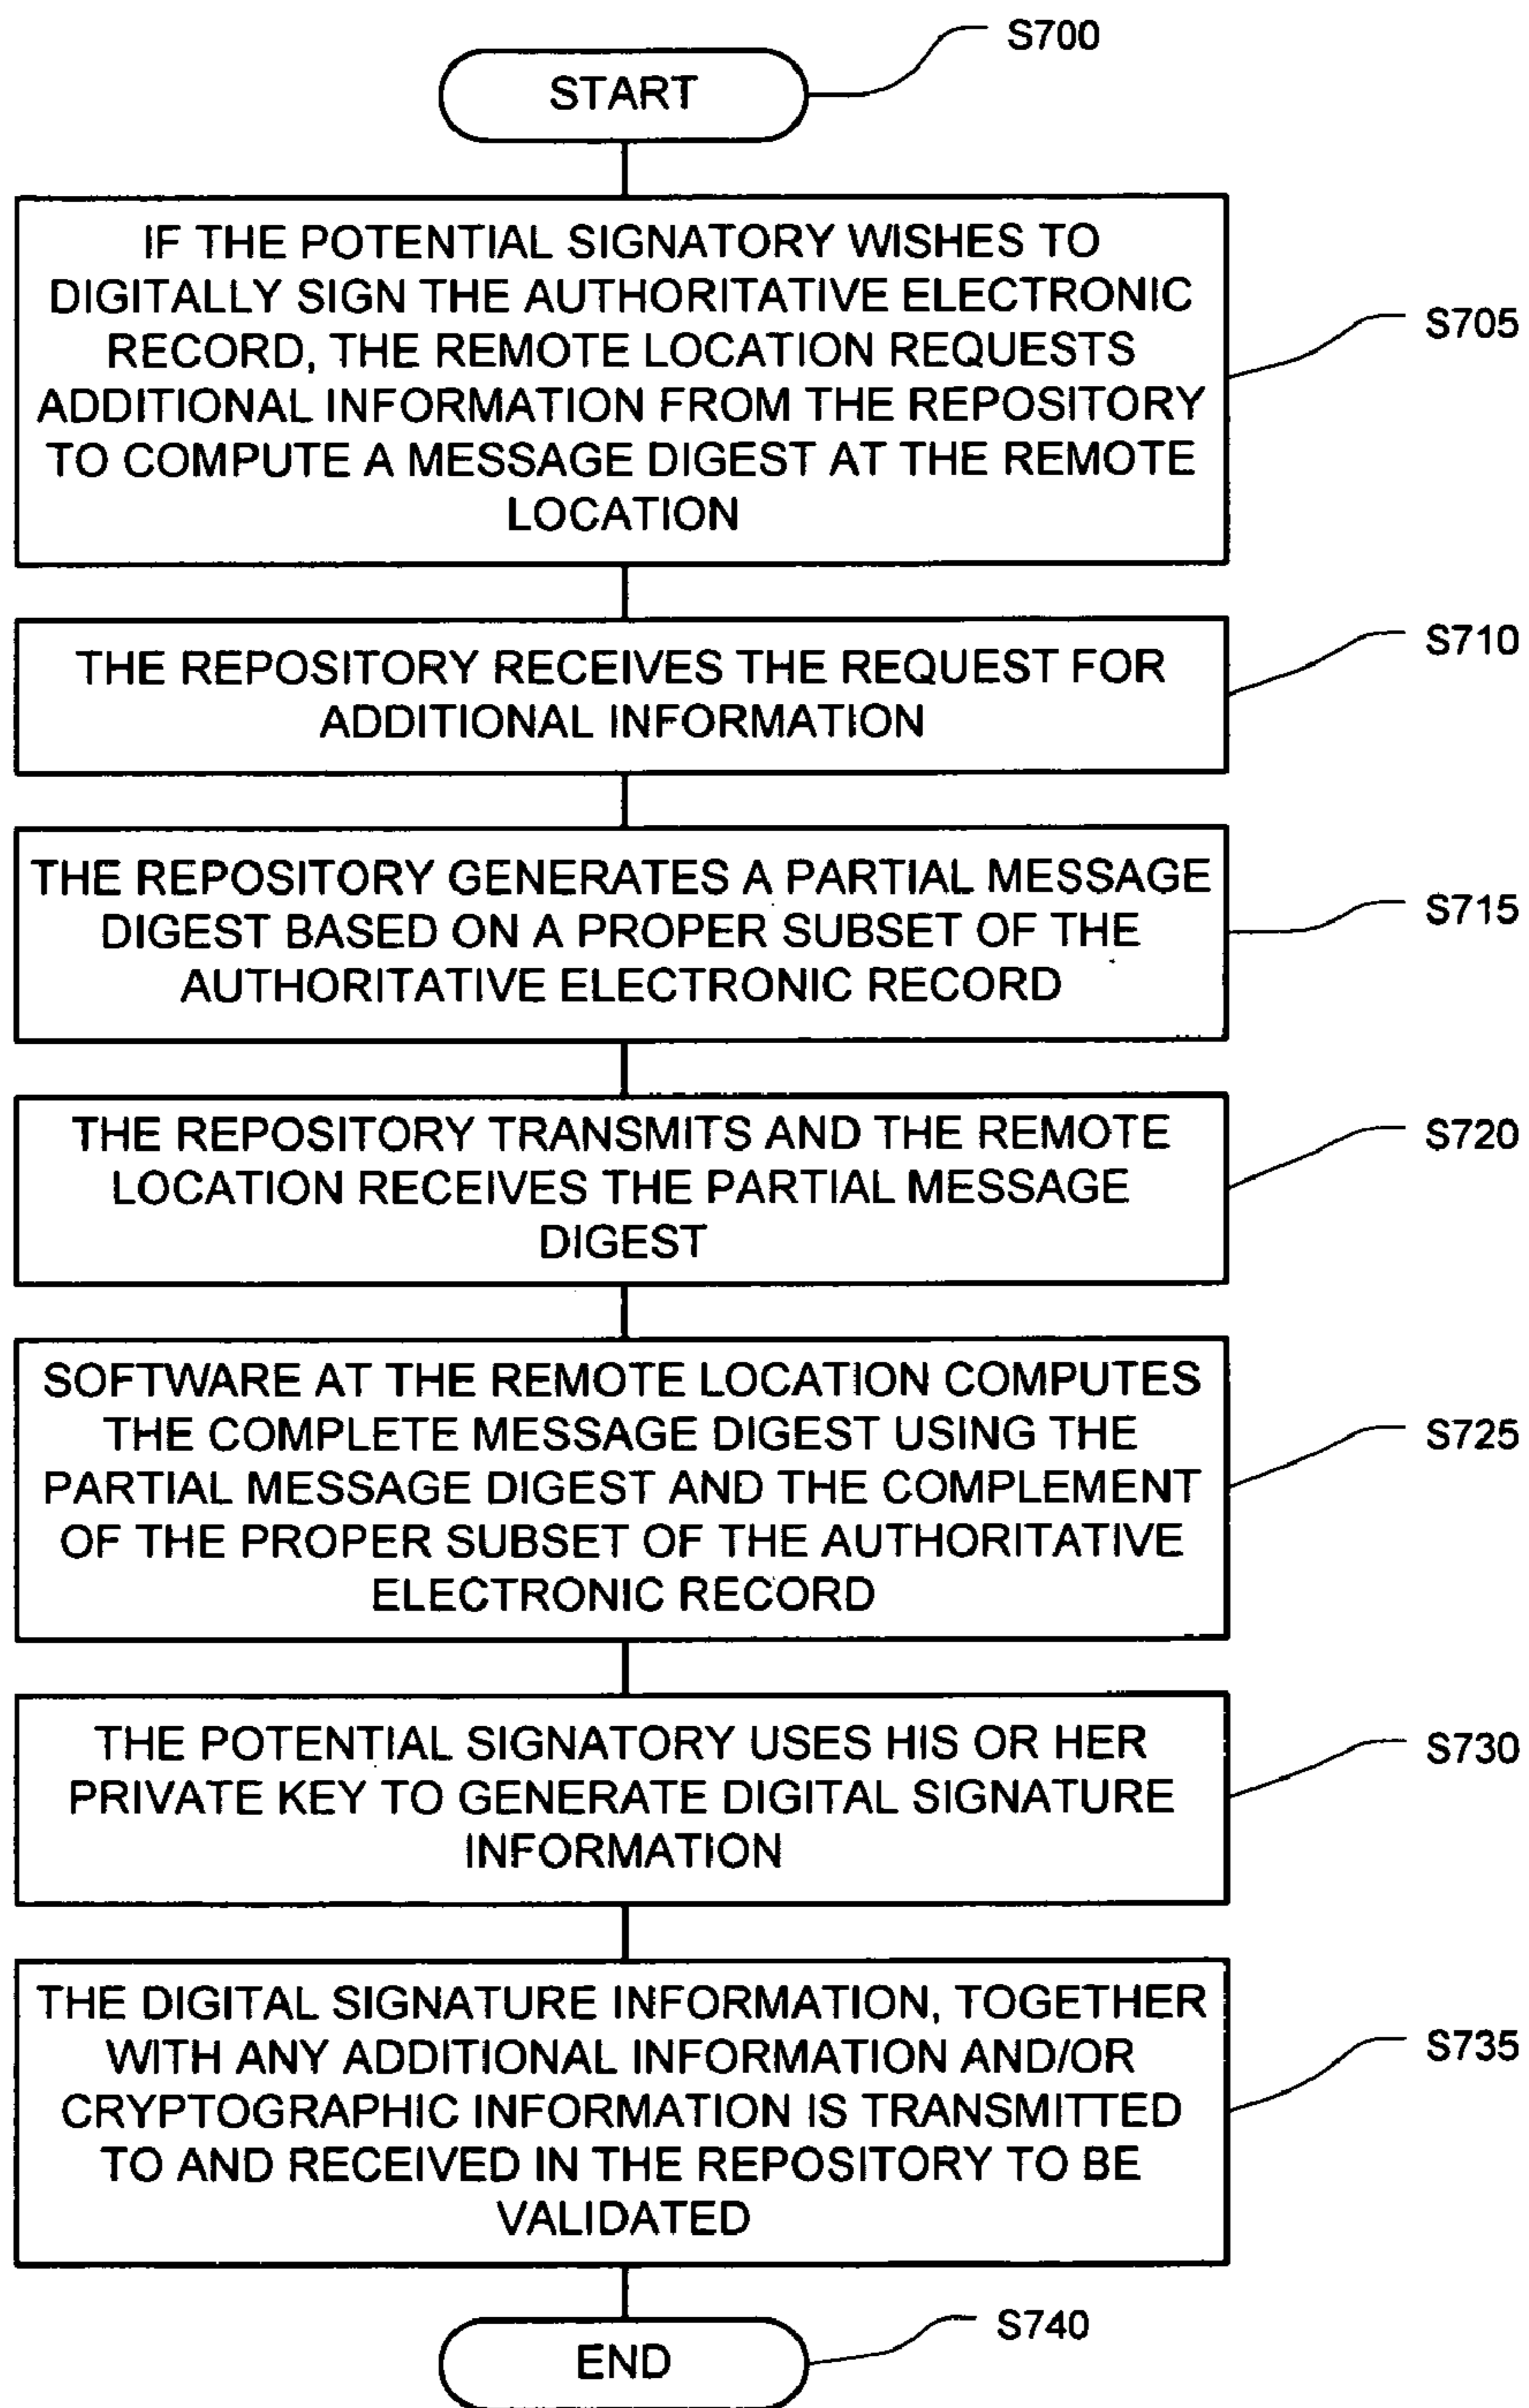 START
S700
IF THE POTENTIAL SIGNATORY WISHES TO
DIGITALLY SIGN THE AUTHORITATIVE ELECTRONIC
RECORD, THE REMOTE LOCATION REQUESTS
ADDITIONAL INFORMATION FROM THE REPOSITORY
TO COMPUTE A MESSAGE DIGEST AT THE REMOTE
LOCATION
S705
THE REPOSITORY RECEIVES THE REQUEST FOR
ADDITIONAL INFORMATION
S710
THE REPOSITORY GENERATES A PARTIAL MESSAGE
DIGEST BASED ON A PROPER SUBSET OF THE
AUTHORITATIVE ELECTRONIC RECORD
S715
THE REPOSITORY TRANSMITS AND THE REMOTE
LOCATION RECEIVES THE PARTIAL MESSAGE
DIGEST
S720
SOFTWARE AT THE REMOTE LOCATION COMPUTES
THE COMPLETE MESSAGE DIGEST USING THE
PARTIAL MESSAGE DIGEST AND THE COMPLEMENT
OF THE PROPER SUBSET OF THE AUTHORITATIVE
ELECTRONIC RECORD
S725
THE POTENTIAL SIGNATORY USES HIS OR HER
PRIVATE KEY TO GENERATE DIGITAL SIGNATURE
INFORMATION
S730
THE DIGITAL SIGNATURE INFORMATION, TOGETHER
WITH ANY ADDITIONAL INFORMATION AND/OR
CRYPTOGRAPHIC INFORMATION IS TRANSMITTED
TO AND RECEIVED IN THE REPOSITORY TO BE
VALIDATED
S735
END
S740